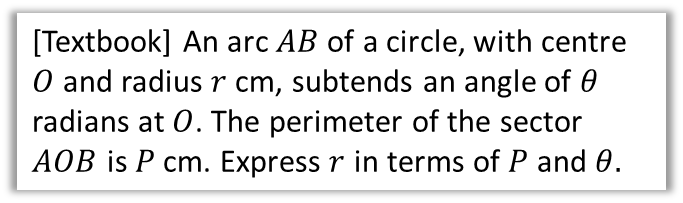 [Textbook] An arc AB of a circle, with centre
O and radius r cm, subtends an angle of θ
radians at O. The perimeter of the sector
AOB is P cm. Express r in terms of P and θ.